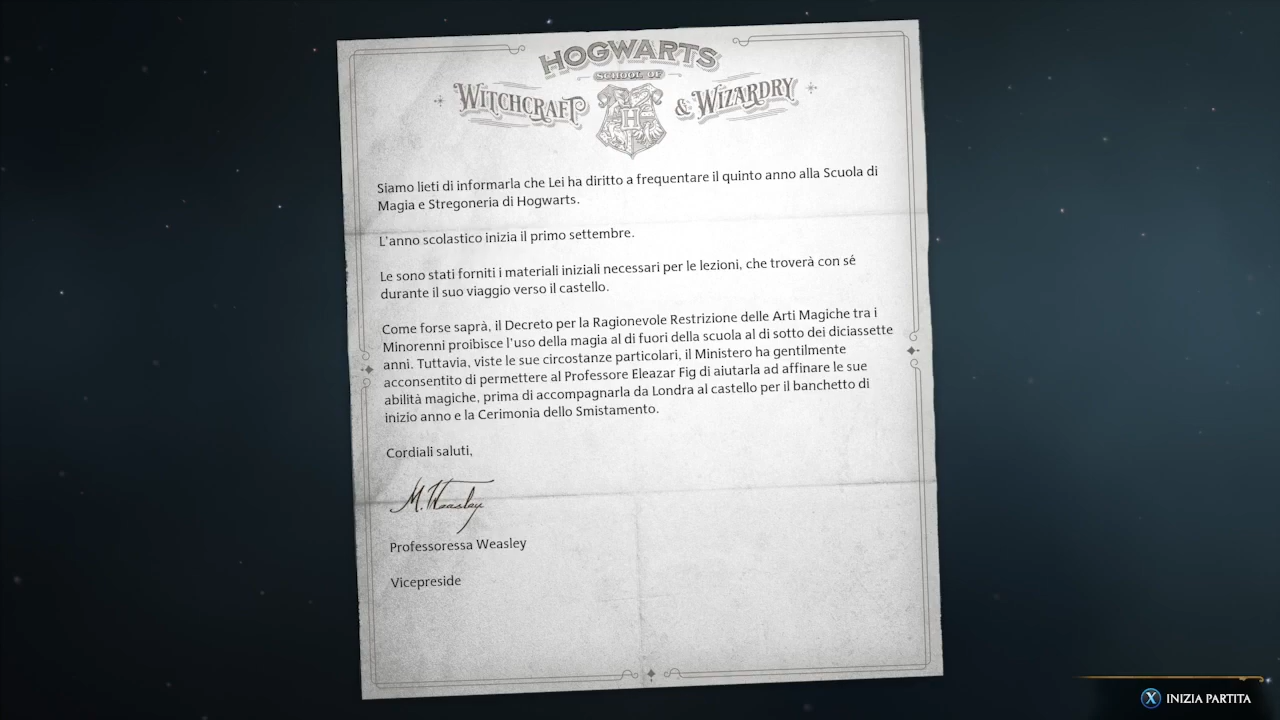 HOGWARTS
SCHOOL OF
WITCHCRAFT & WIZARDRY
H
Siamo lieti di informarla che Lei ha diritto a frequentare il quinto anno alla Scuola di
Magia e Stregoneria di Hogwarts.
L'anno scolastico inizia il primo settembre.
Le sono stati forniti i materiali iniziali necessari per le lezioni, che troverà con sé
durante il suo viaggio verso il castello.
Come forse saprà, il Decreto per la Ragionevole Restrizione delle Arti Magiche tra i
Minorenni proibisce l'uso della magia al di fuori della scuola al di sotto dei diciassette
anni. Tuttavia, viste le sue circostanze particolari, il Ministero ha gentilmente
acconsentito di permettere al Professore Eleazar Fig di aiutarla ad affinare le sue
abilità magiche, prima di accompagnarla da Londra al castello per il banchetto di
inizio anno e la Cerimonia dello Smistamento.
Cordiali saluti,
M. Weasley
Professoressa Weasley
Vicepreside
X INIZIA PARTITA